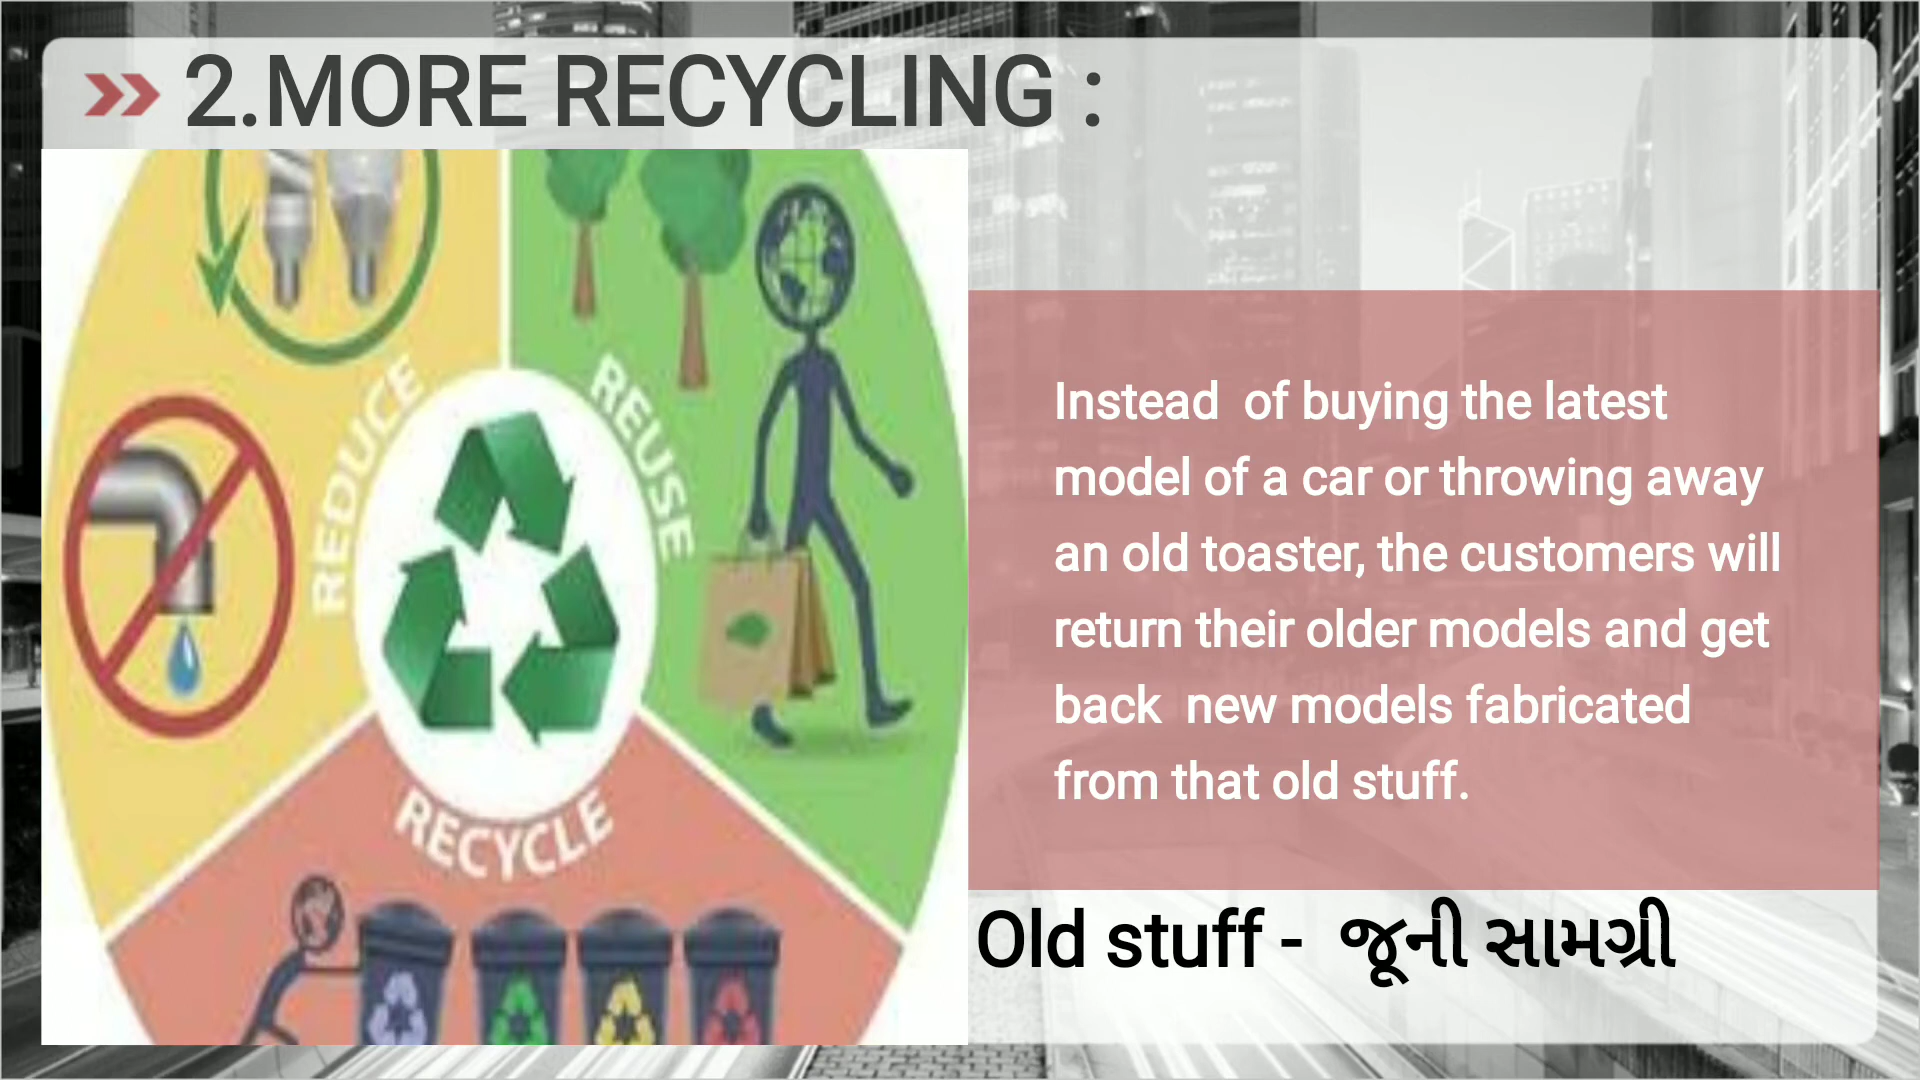 2.MORE RECYCLING :
REDUCE
REUSE
RECYCLE
Instead  of buying the latest
model of a car or throwing away
an old toaster, the customers will
return their older models and get
back  new models fabricated
from that old stuff.
Old stuff -  જૂની સામગ્રી